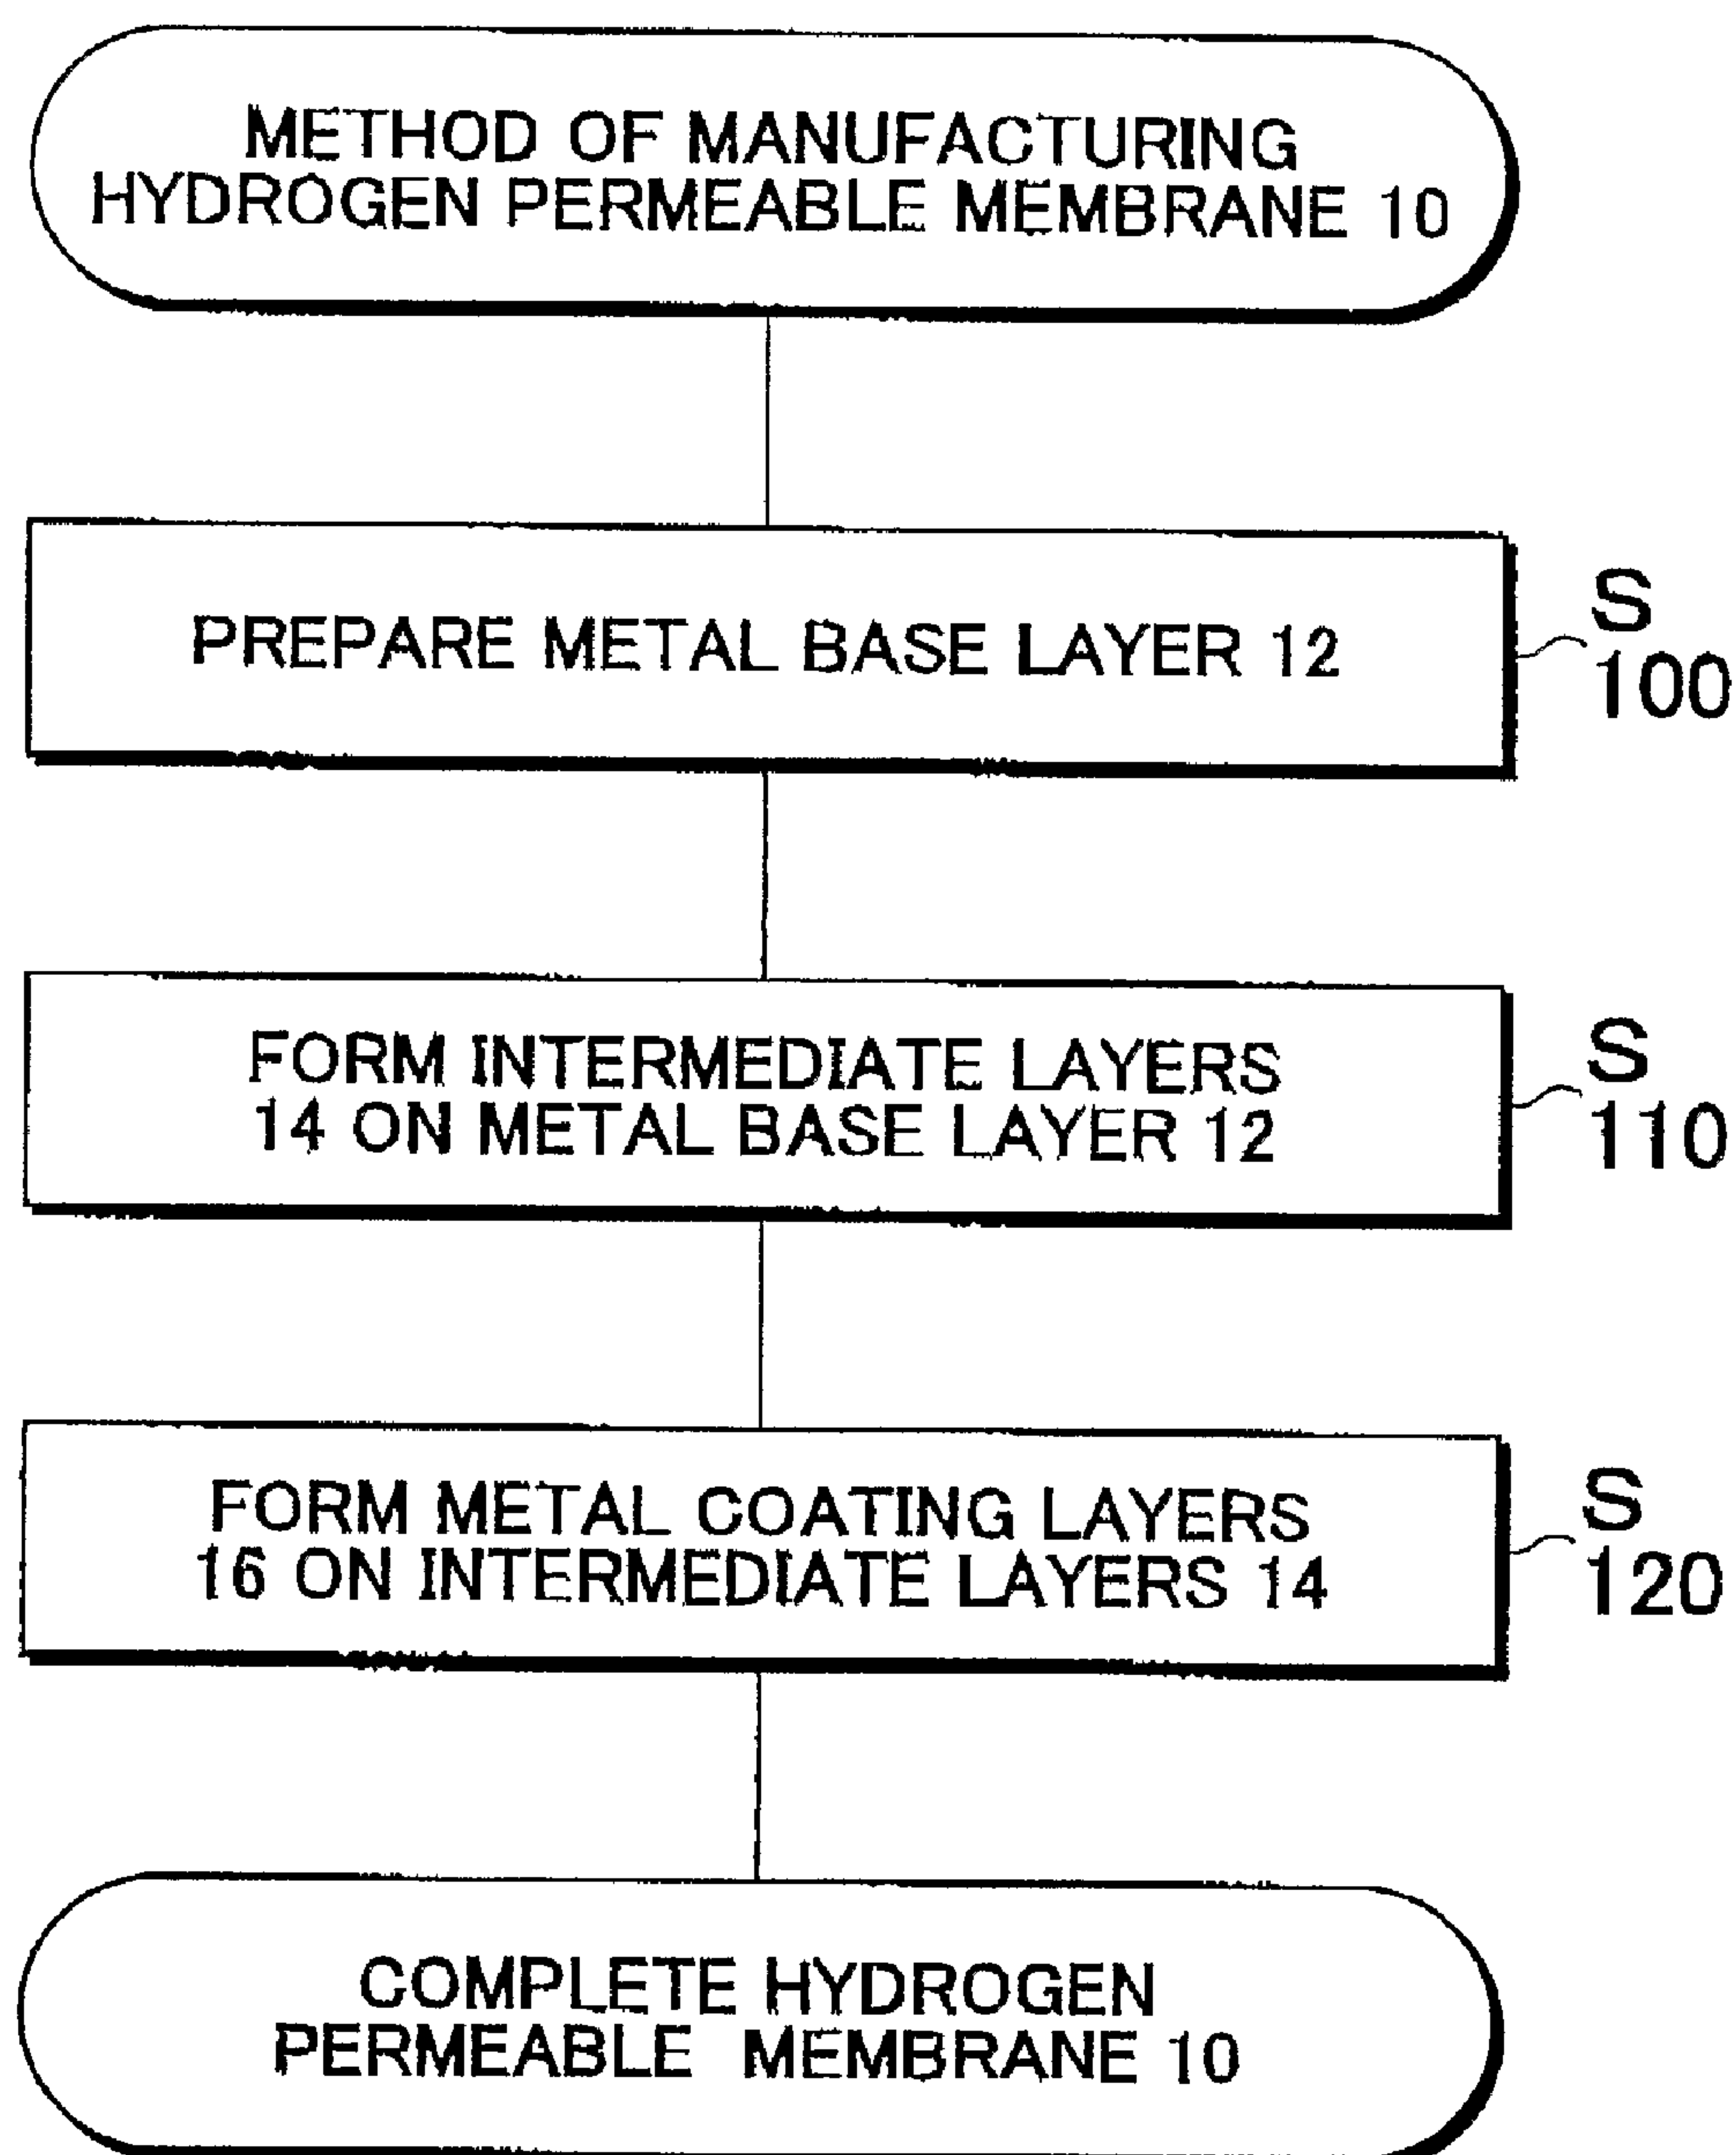 METHOD OF MANUFACTURING
HYDROGEN PERMEABLE MEMBRANE 10
PREPARE METAL BASE LAYER 12
S
100
FORM INTERMEDIATE LAYERS
14 ON METAL BASE LAYER 12
S
110
FORM METAL COATING LAYERS
16 ON INTERMEDIATE LAYERS 14
S
120
COMPLETE HYDROGEN
PERMEABLE MEMBRANE 10